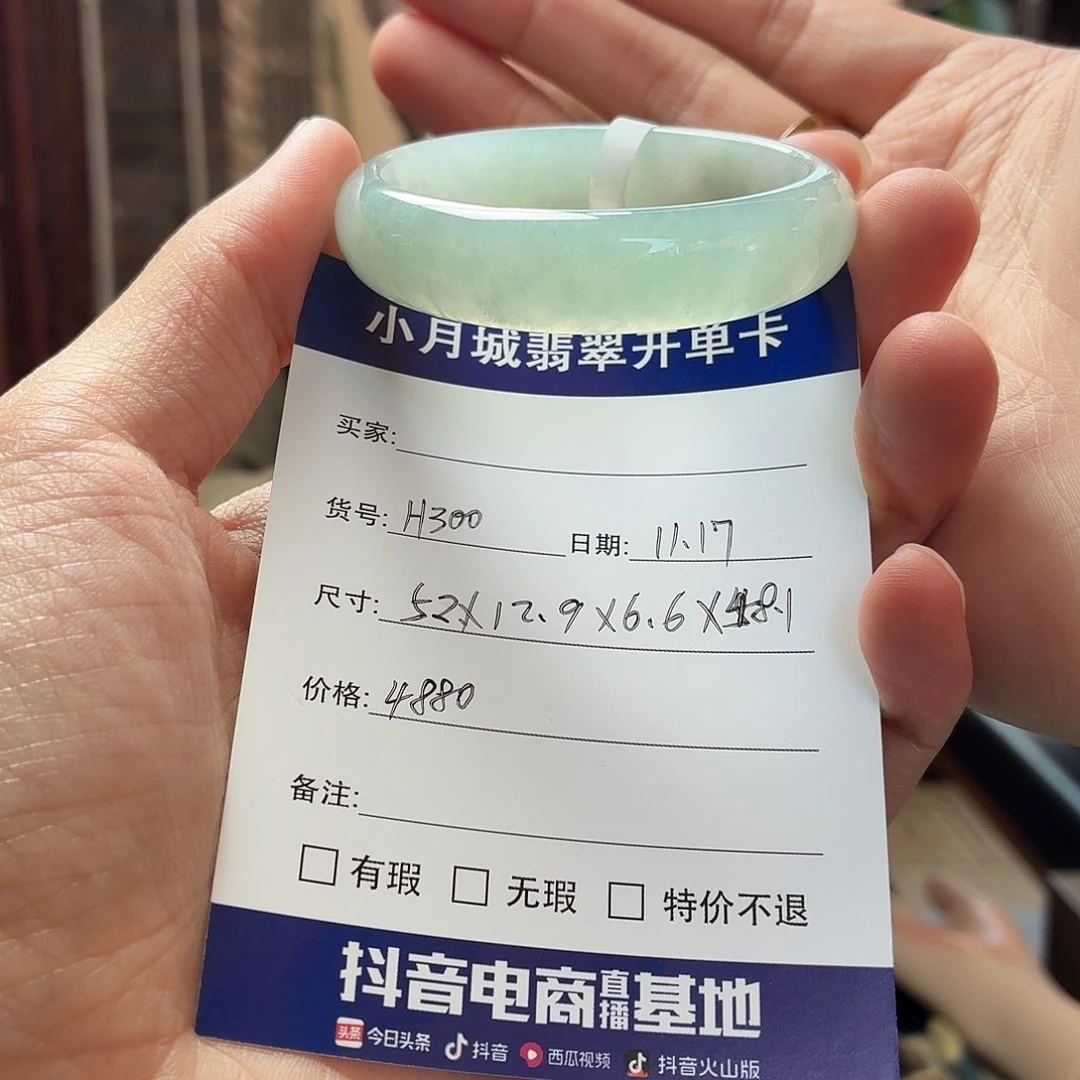 小月城翡翠开单卡
买家:
货号: H300 日期: 11.17
尺寸: 52X12.9X6.6X48.1
价格: 4880
备注:
□ 有瑕 □ 无瑕 □ 特价不退
抖音电商直播基地
头条 今日头条 抖音 西瓜视频 抖音火山版